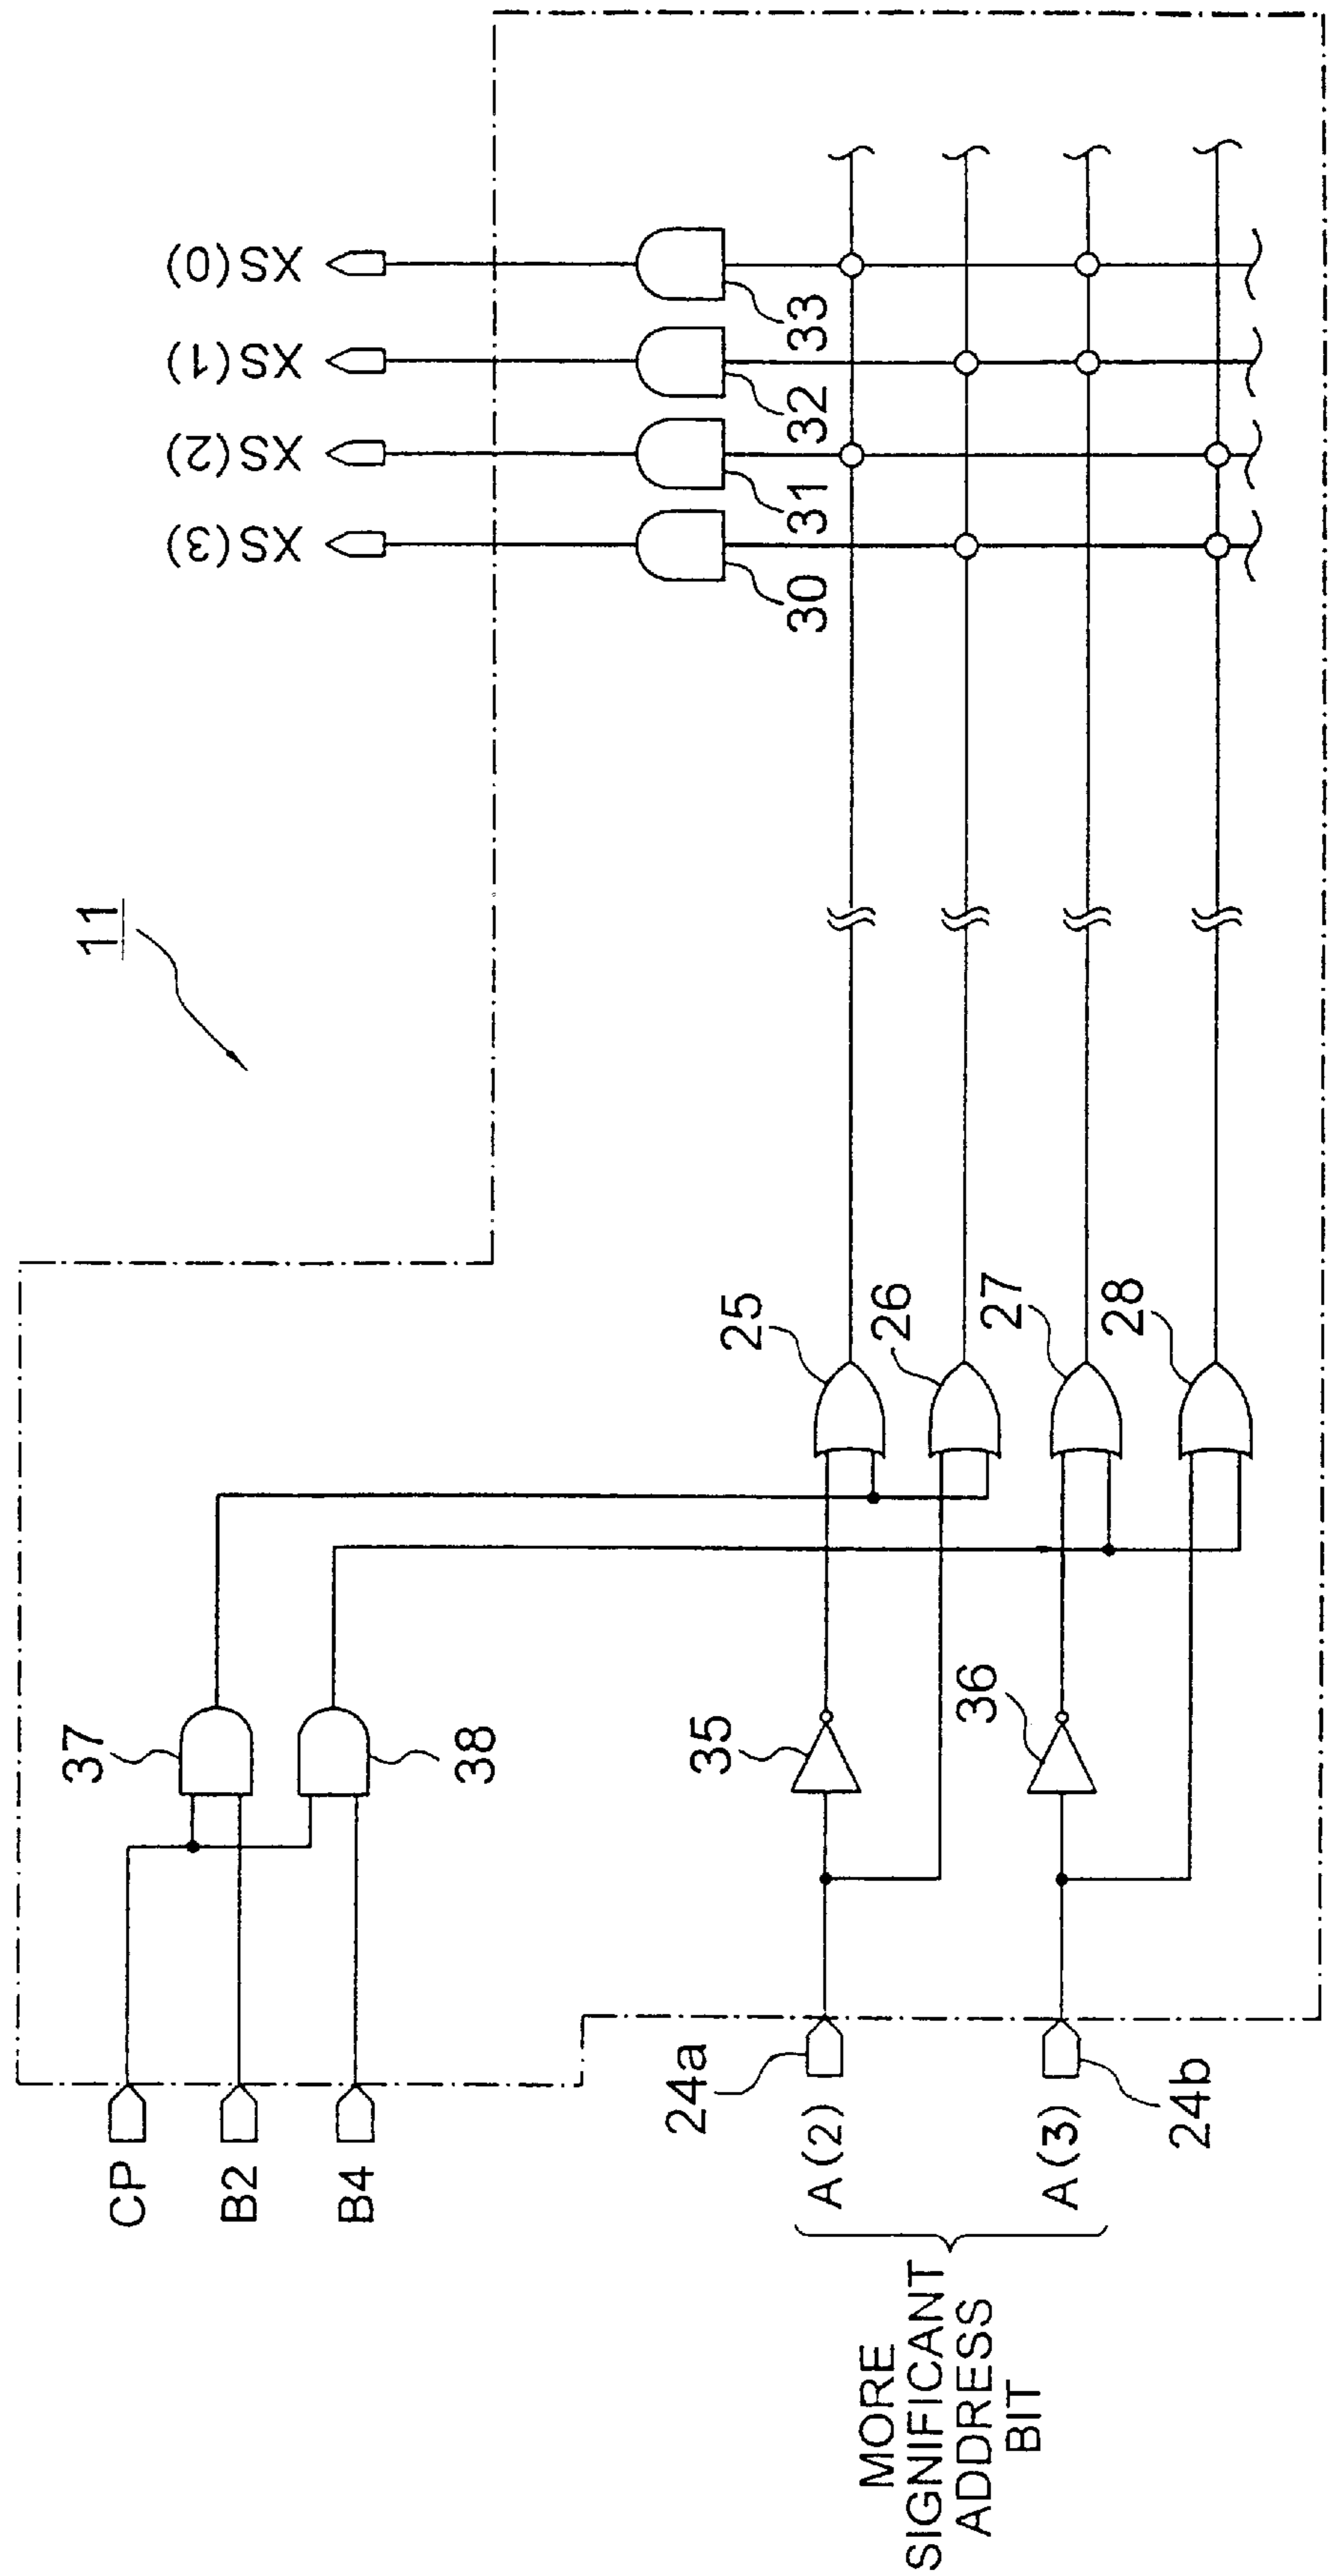 11
XS(0)
XS(1)
XS(2)
XS(3)
33
32
31
30
25
26
27
28
37
38
35
36
CP
B2
B4
24a
A(2)
24b
A(3)
MORE
SIGNIFICANT
ADDRESS
BIT